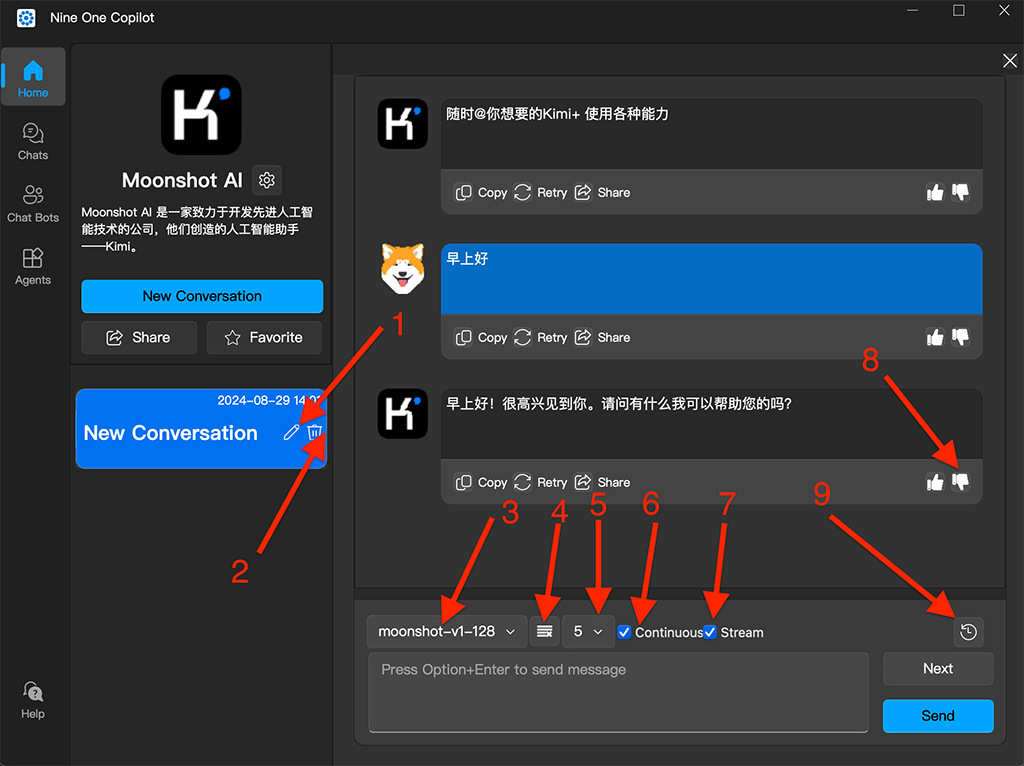 Nine One Copilot
Home
Chats
Chat Bots
Agents
Help
Moonshot AI
Moonshot AI 是一家致力于开发先进人工智
能技术的公司，他们创造的人工智能助手
——Kimi。
New Conversation
Share
Favorite
2024-08-29 14:
New Conversation
1
2
随时@你想要的Kimi+ 使用各种能力
Copy Retry Share
早上好
Copy Retry Share
早上好！很高兴见到你。请问有什么我可以帮助您的吗？
Copy Retry Share
8
3 4 5 6 7 9
moonshot-v1-128 5 Continuous Stream
Press Option+Enter to send message
Next
Send